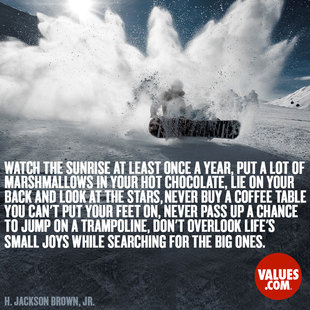 WATCH THE SUNRISE AT LEAST ONCE A YEAR, PUT A LOT OF
MARSHMALLOWS IN YOUR HOT CHOCOLATE, LIE ON YOUR
BACK AND LOOK AT THE STARS, NEVER BUY A COFFEE TABLE
YOU CAN'T PUT YOUR FEET ON, NEVER PASS UP A CHANCE
TO JUMP ON A TRAMPOLINE, DON'T OVERLOOK LIFE'S
SMALL JOYS WHILE SEARCHING FOR THE BIG ONES.
H. JACKSON BROWN, JR.
VALUES
.COM